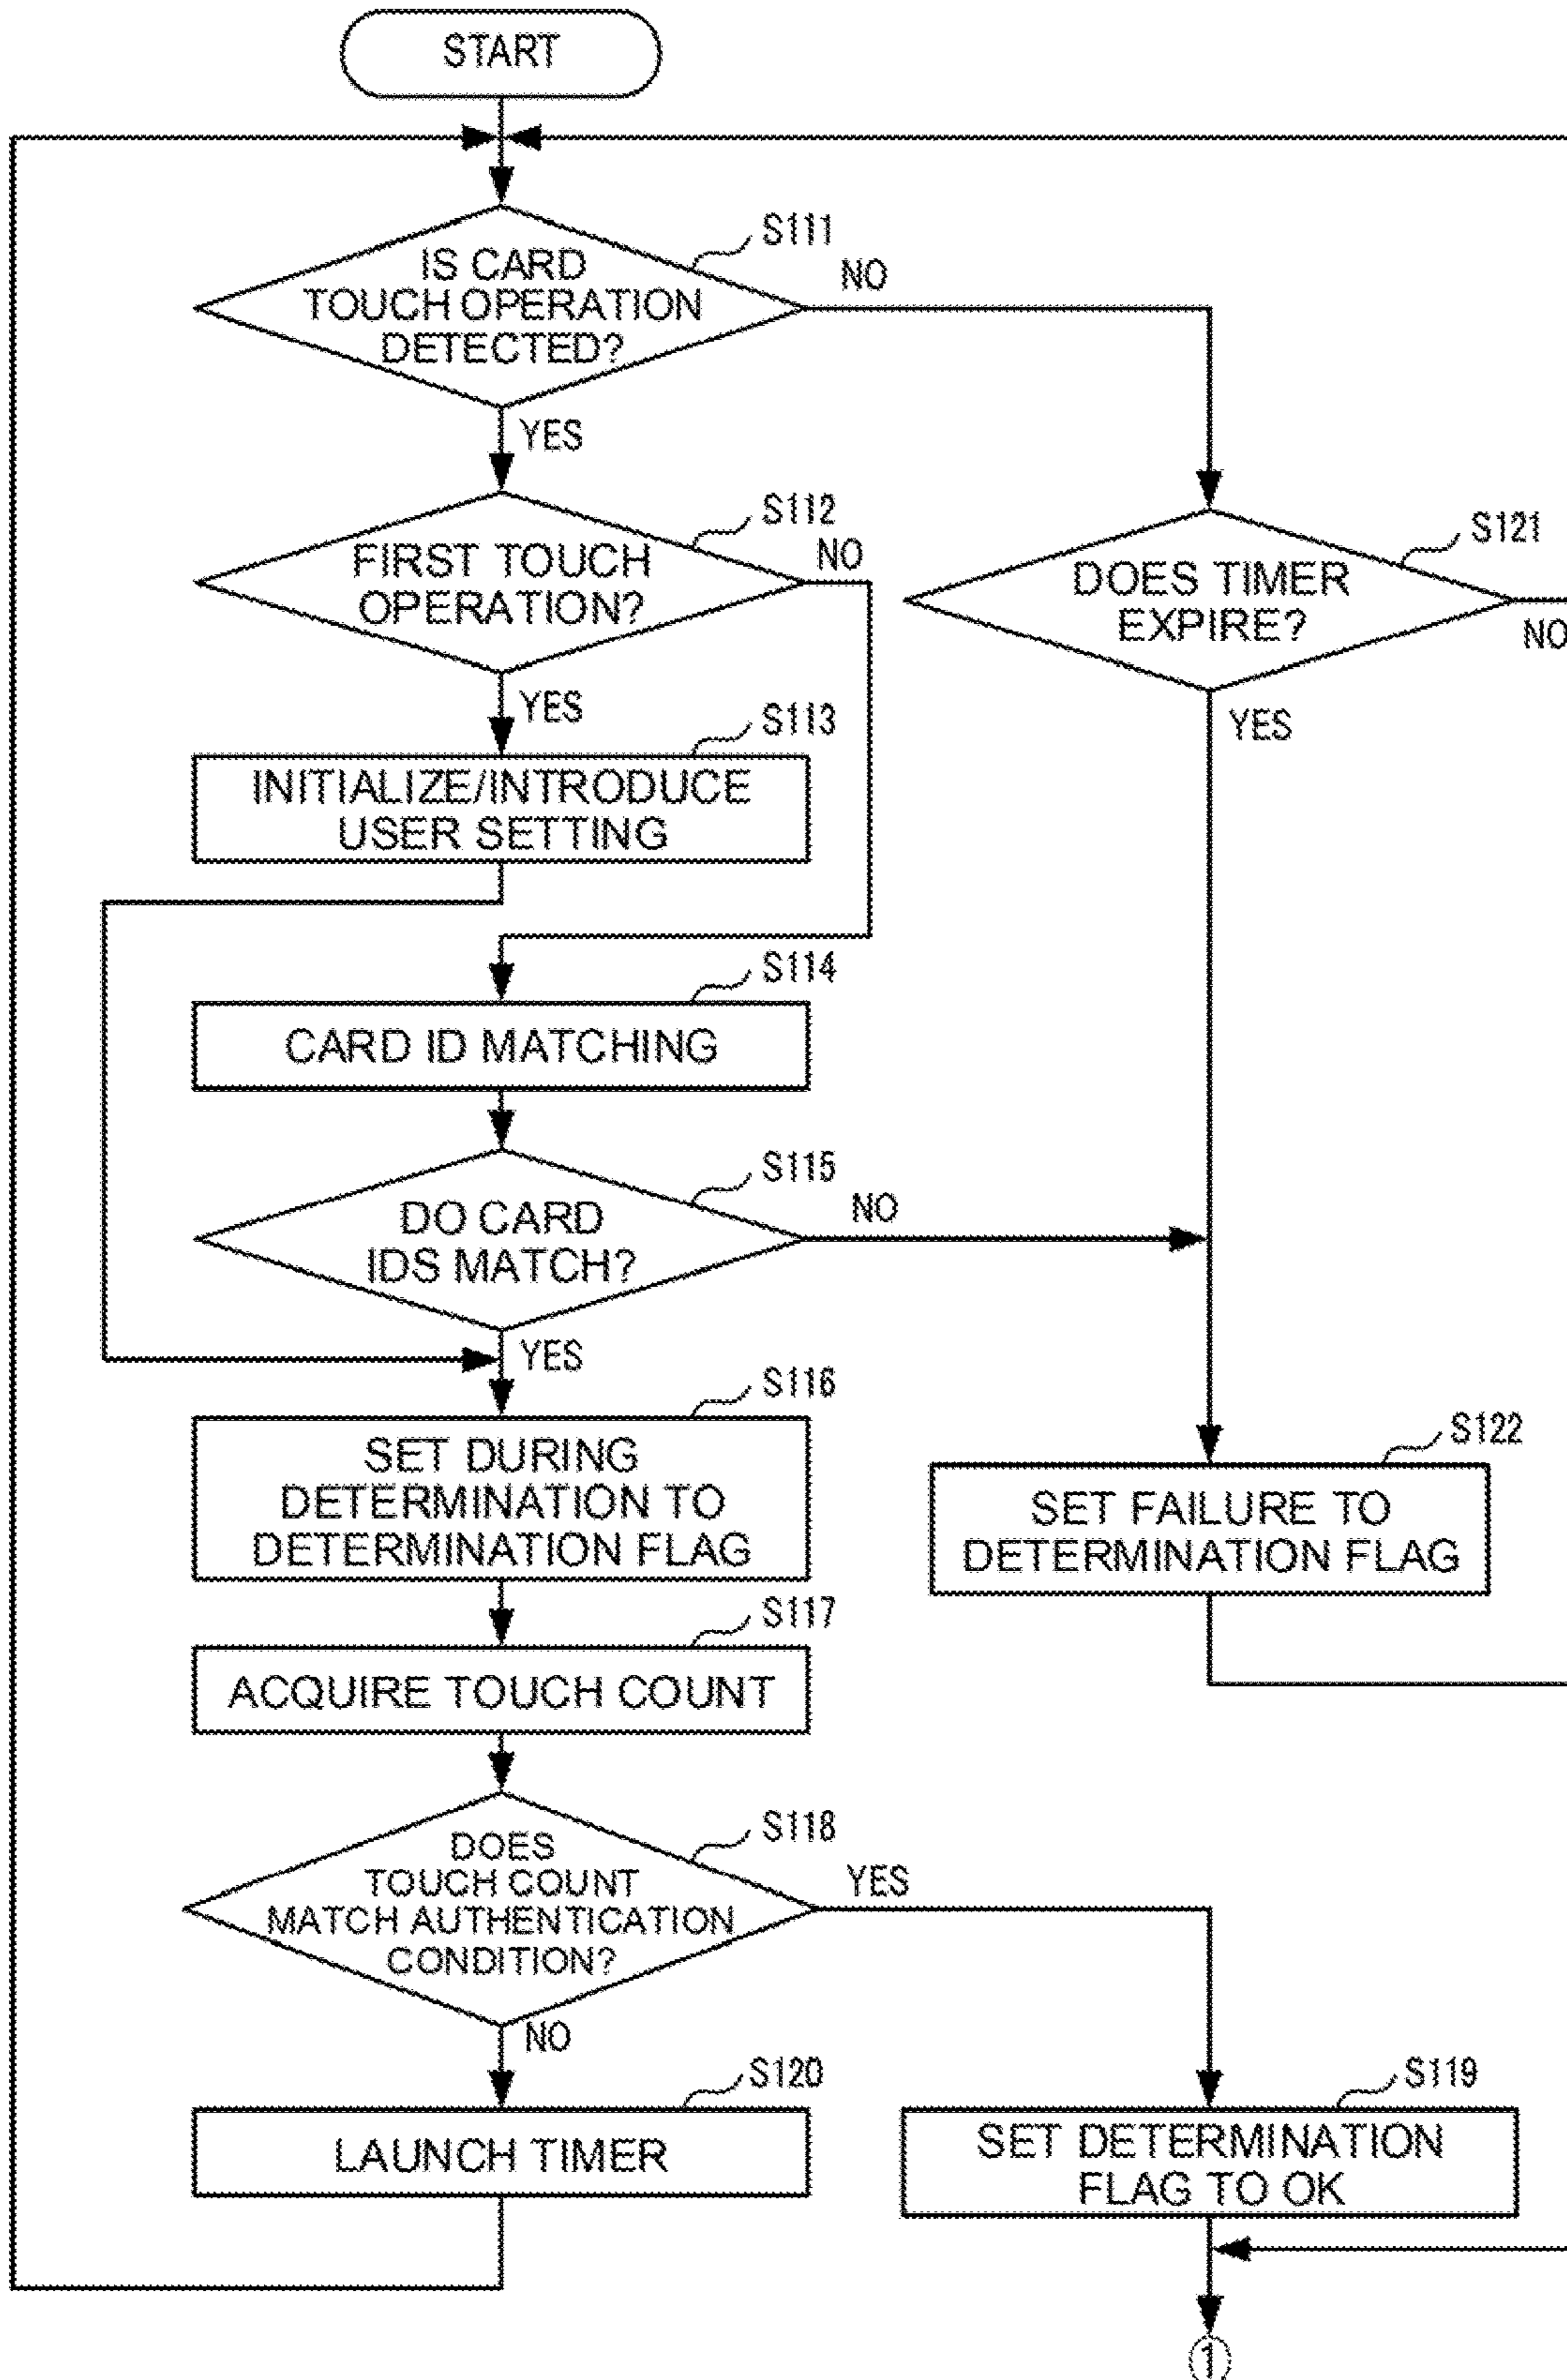 START
S111
IS CARD
TOUCH OPERATION
DETECTED?
NO
YES
S112
FIRST TOUCH
OPERATION?
NO
S121
DOES TIMER
EXPIRE?
NO
YES
YES
S113
INITIALIZE/INTRODUCE
USER SETTING
S114
CARD ID MATCHING
S115
DO CARD
IDS MATCH?
NO
YES
S116
SET DURING
DETERMINATION TO
DETERMINATION FLAG
S122
SET FAILURE TO
DETERMINATION FLAG
S117
ACQUIRE TOUCH COUNT
S118
DOES
TOUCH COUNT
MATCH AUTHENTICATION
CONDITION?
YES
NO
S120
LAUNCH TIMER
S119
SET DETERMINATION
FLAG TO OK
1